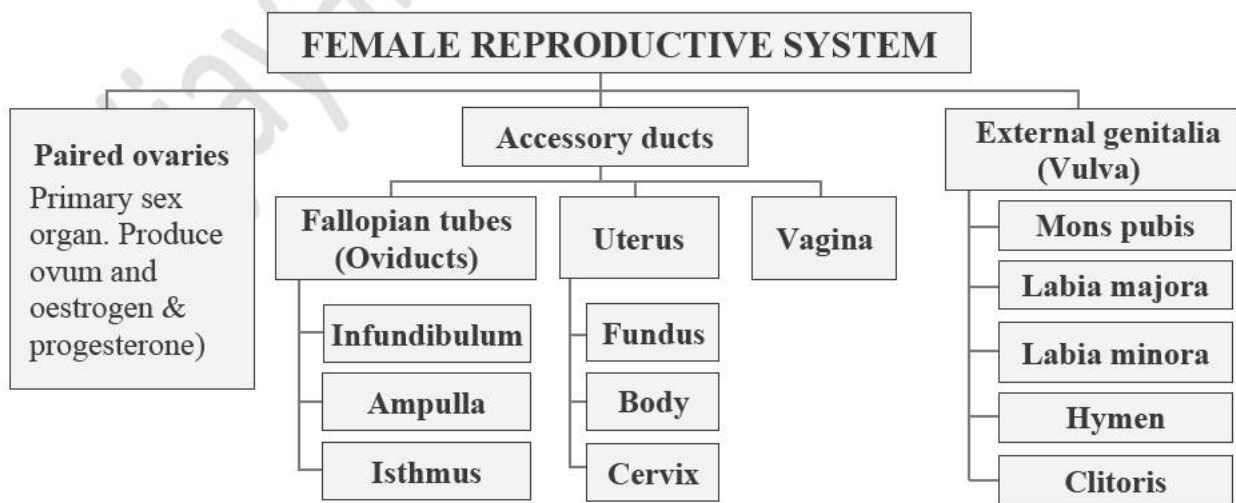 FEMALE REPRODUCTIVE SYSTEM
Paired ovaries
Primary sex
organ. Produce
ovum and
oestrogen &
progesterone)
Accessory ducts
Fallopian tubes
(Oviducts)
Infundibulum
Ampulla
Isthmus
Uterus
Fundus
Body
Cervix
Vagina
External genitalia
(Vulva)
Mons pubis
Labia majora
Labia minora
Hymen
Clitoris